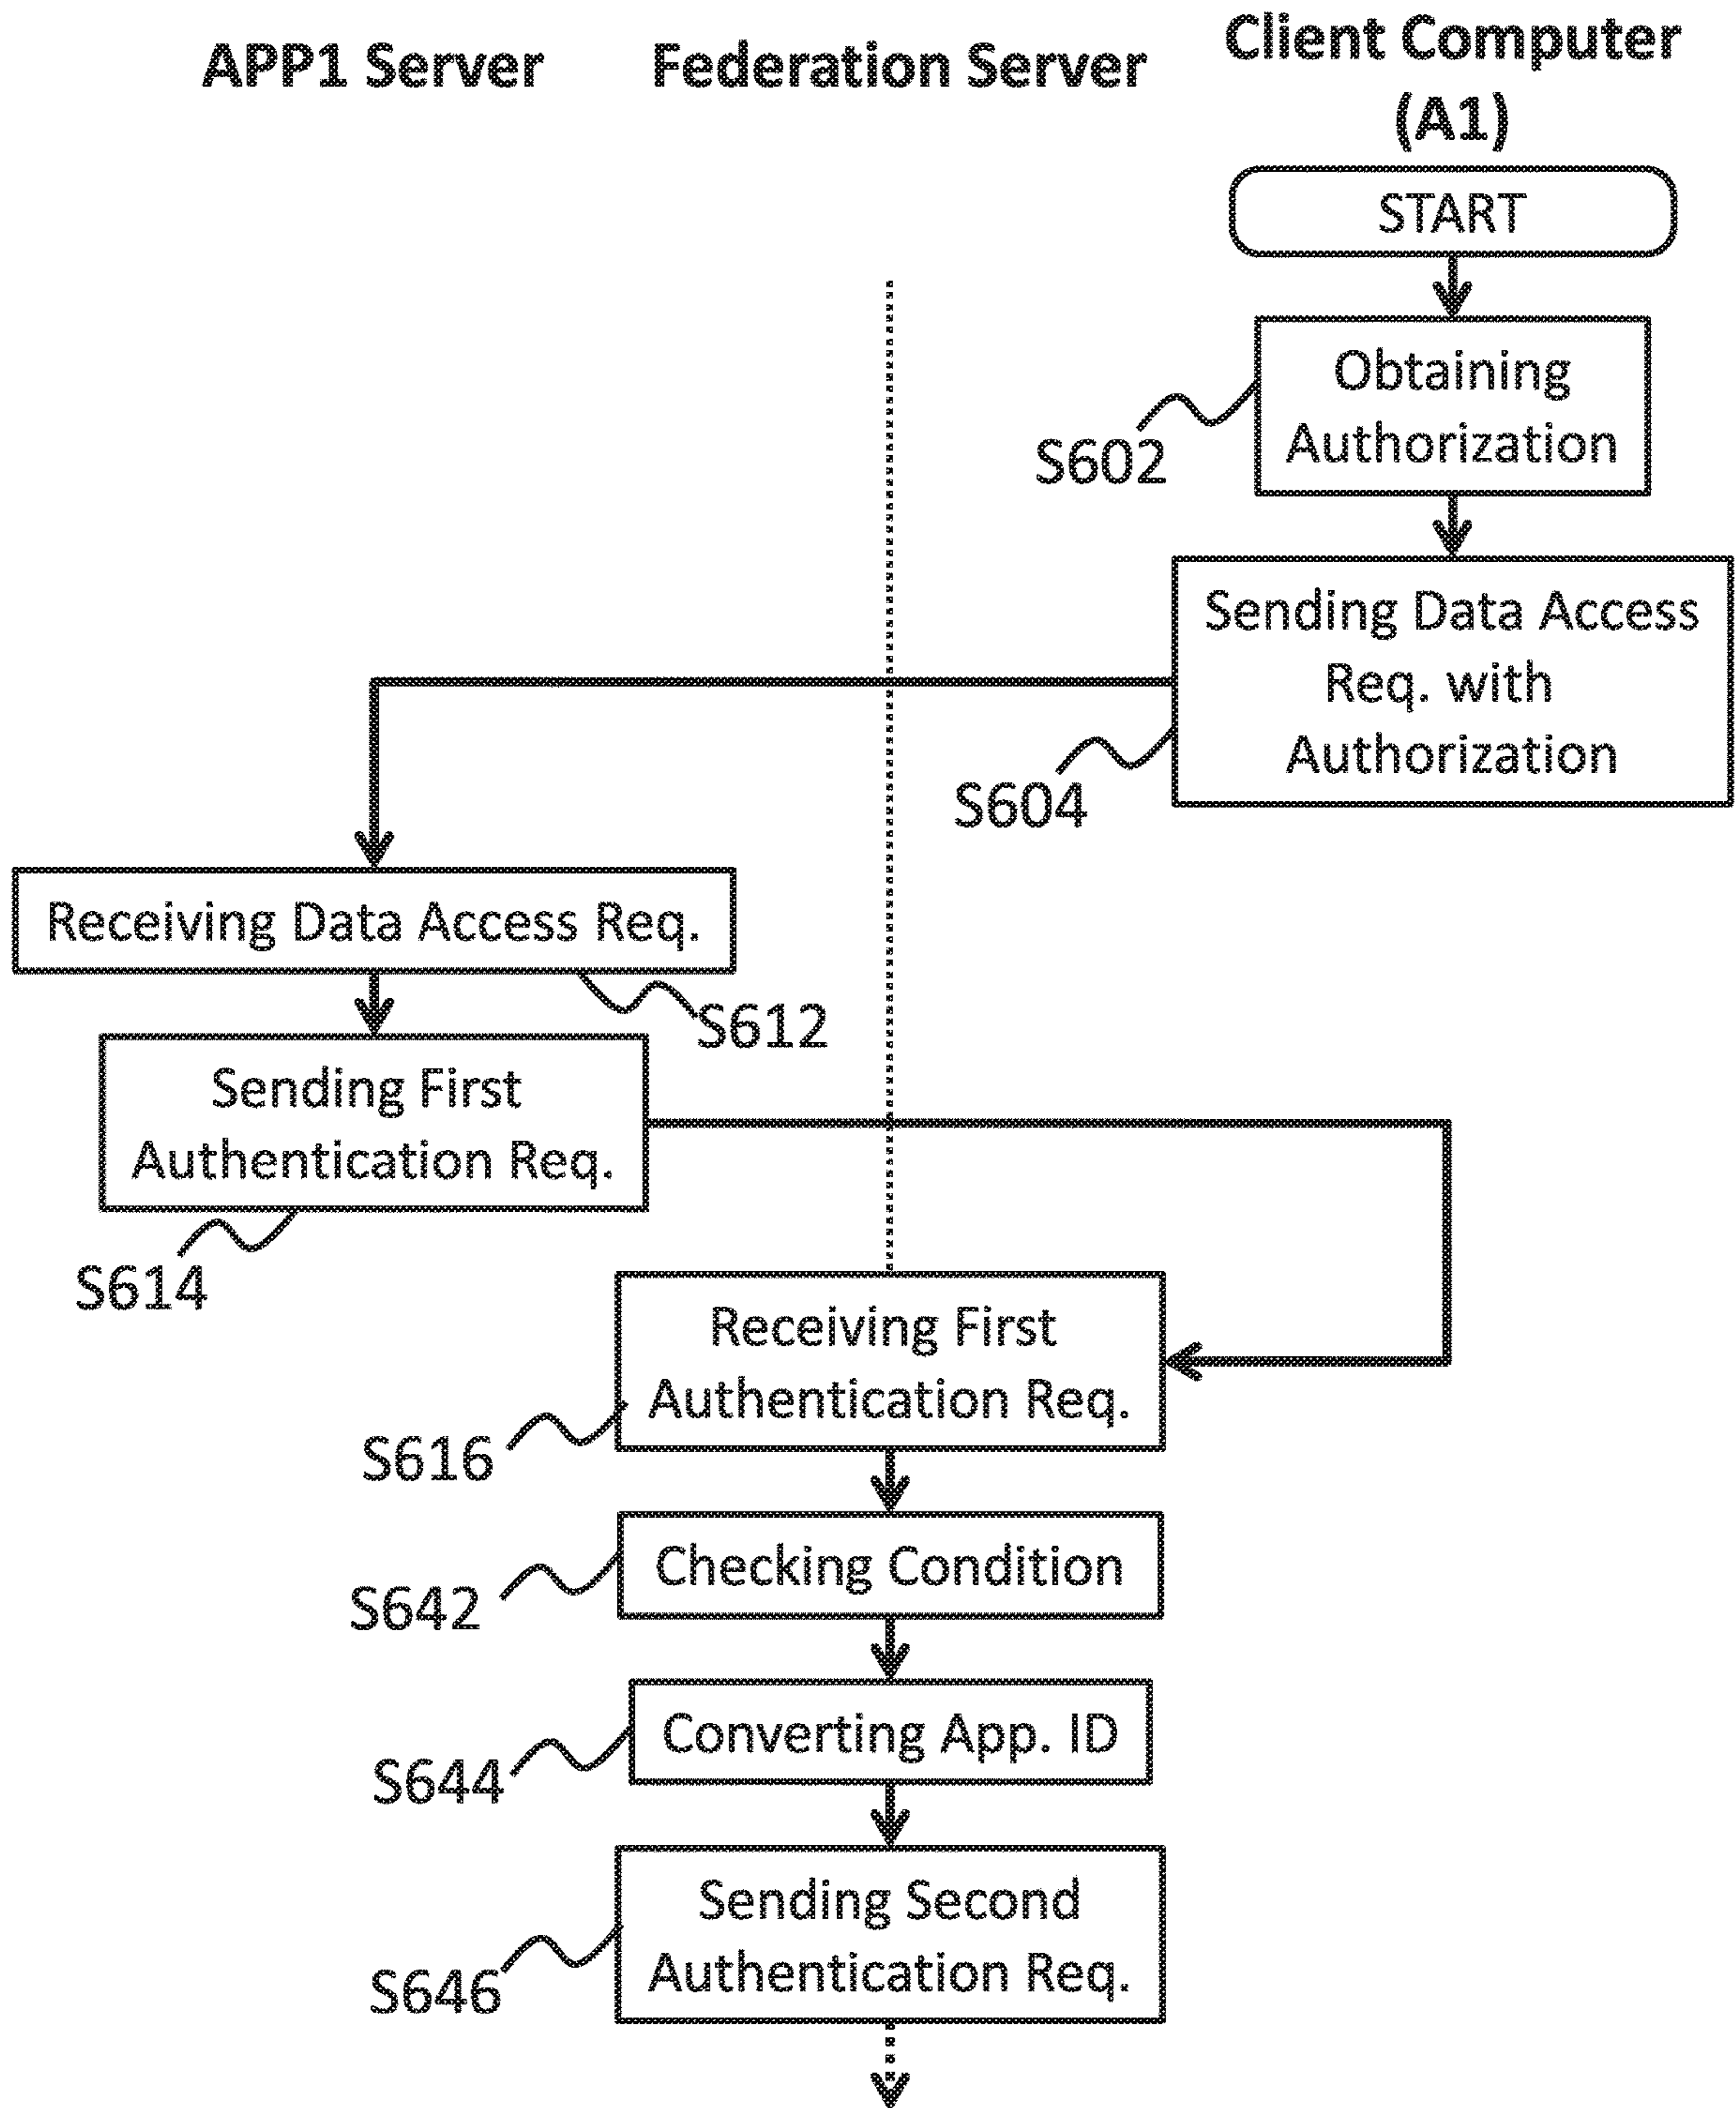 APP1 Server
Federation Server
Client Computer
(A1)
START
Obtaining
Authorization
S602
Sending Data Access
Req. with
Authorization
S604
Receiving Data Access Req.
S612
Sending First
Authentication Req.
S614
Receiving First
Authentication Req.
S616
Checking Condition
S642
Converting App. ID
S644
Sending Second
Authentication Req.
S646